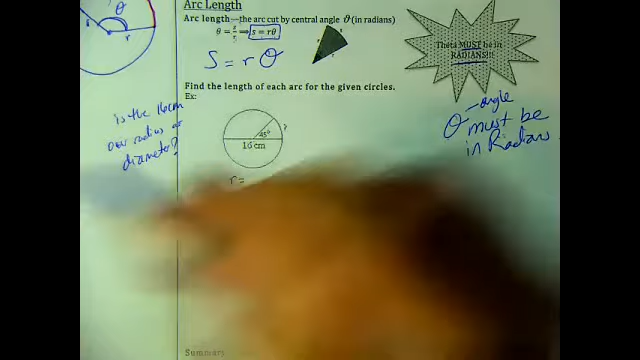 Arc Length
Arc length—the arc cut by central angle ϑ (in radians)
θ = s/r ⟹ s = rθ
S = r θ
Theta MUST be in
RADIANS!!!
θ
r
Find the length of each arc for the given circles.
Ex:
45°
?
16 cm
r =
is the 16cm
our radius or
diameter?
θ - angle
must be
in Radians
Summary